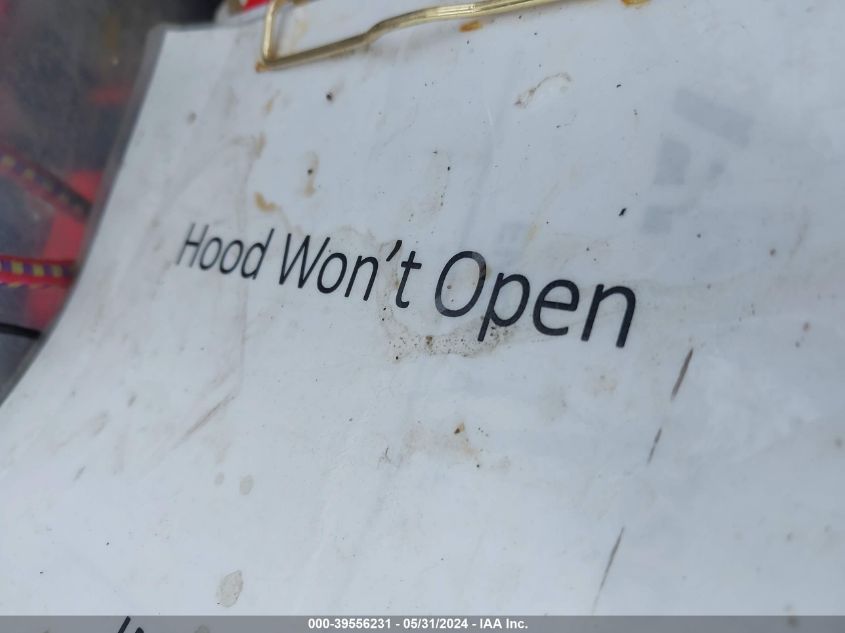 Hood Won't Open
000-39556231 - 05/31/2024 - IAA Inc.